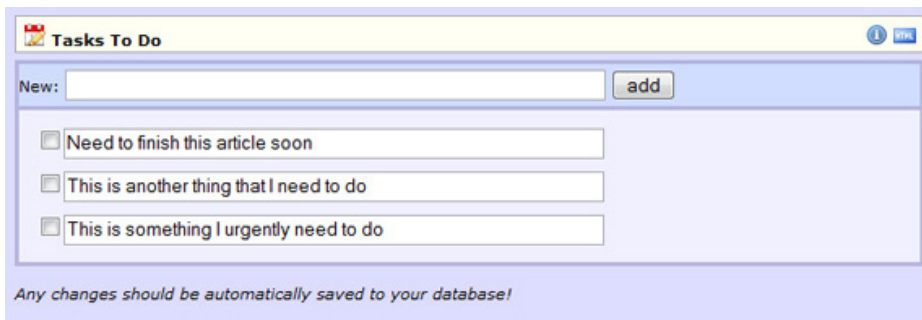 Tasks To Do
HTML
New: add
Need to finish this article soon
This is another thing that I need to do
This is something I urgently need to do
Any changes should be automatically saved to your database!